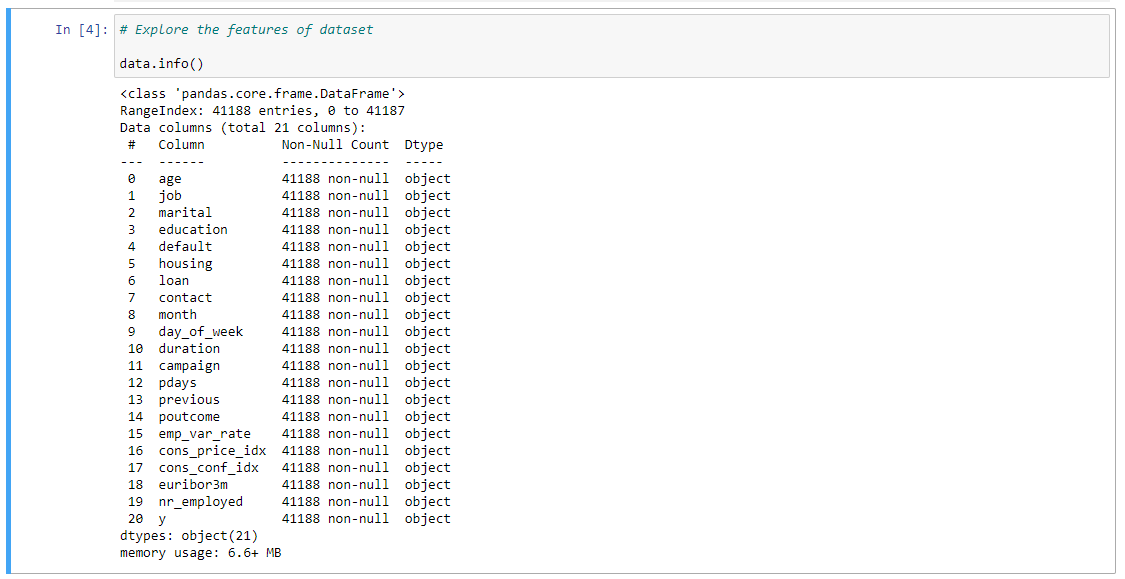 In [4]: # Explore the features of dataset
data.info()
<class 'pandas.core.frame.DataFrame'>
RangeIndex: 41188 entries, 0 to 41187
Data columns (total 21 columns):
 #   Column          Non-Null Count  Dtype
---  ------          --------------  -----
 0   age             41188 non-null  object
 1   job             41188 non-null  object
 2   marital         41188 non-null  object
 3   education       41188 non-null  object
 4   default         41188 non-null  object
 5   housing         41188 non-null  object
 6   loan            41188 non-null  object
 7   contact         41188 non-null  object
 8   month           41188 non-null  object
 9   day_of_week     41188 non-null  object
 10  duration        41188 non-null  object
 11  campaign        41188 non-null  object
 12  pdays           41188 non-null  object
 13  previous        41188 non-null  object
 14  poutcome        41188 non-null  object
 15  emp_var_rate    41188 non-null  object
 16  cons_price_idx  41188 non-null  object
 17  cons_conf_idx   41188 non-null  object
 18  euribor3m       41188 non-null  object
 19  nr_employed     41188 non-null  object
 20  y               41188 non-null  object
dtypes: object(21)
memory usage: 6.6+ MB